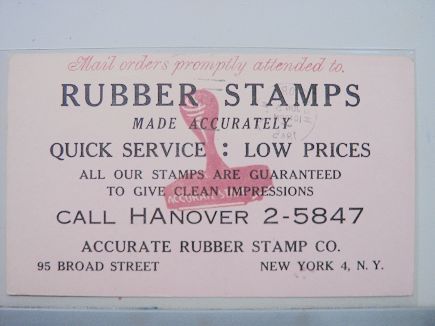 Mail orders promptly attended to.
RUBBER STAMPS
MADE ACCURATELY
QUICK SERVICE : LOW PRICES
ALL OUR STAMPS ARE GUARANTEED
TO GIVE CLEAN IMPRESSIONS
ACCURATE
CALL HAnover 2-5847
ACCURATE RUBBER STAMP CO.
95 BROAD STREET NEW YORK 4, N. Y.